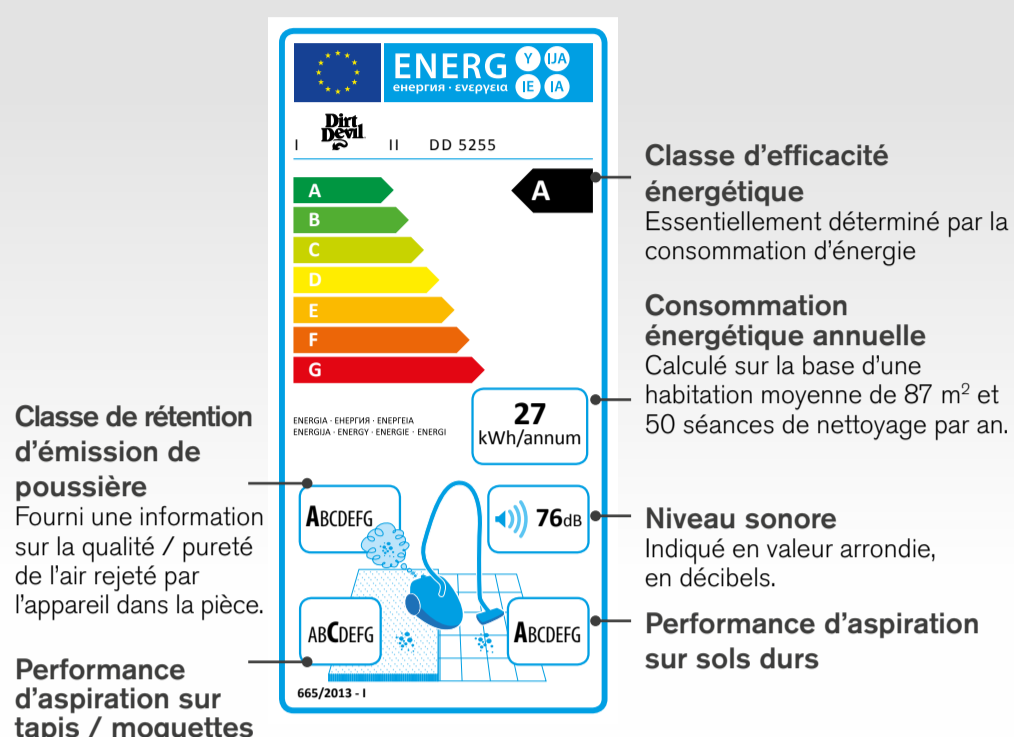 ENERG
енергия · ενεργεια
Y IJA
IE IA
Dirt
Devil
I II DD 5255
A
B
C
D
E
F
G
A
ENERGIA · ЕНЕРГИЯ · ΕΝΕΡΓΕΙΑ
ENERGIJA · ENERGY · ENERGIE · ENERGI
27
kWh/annum
ABCDEFG
76dB
ABCDEFG
ABCDEFG
665/2013 - I
Classe de rétention
d'émission de
poussière
Fourni une information
sur la qualité / pureté
de l'air rejeté par
l'appareil dans la pièce.
Performance
d'aspiration sur
tapis / moquettes
Classe d'efficacité
énergétique
Essentiellement déterminé par la
consommation d'énergie
Consommation
énergétique annuelle
Calculé sur la base d'une
habitation moyenne de 87 m² et
50 séances de nettoyage par an.
Niveau sonore
Indiqué en valeur arrondie,
en décibels.
Performance d'aspiration
sur sols durs